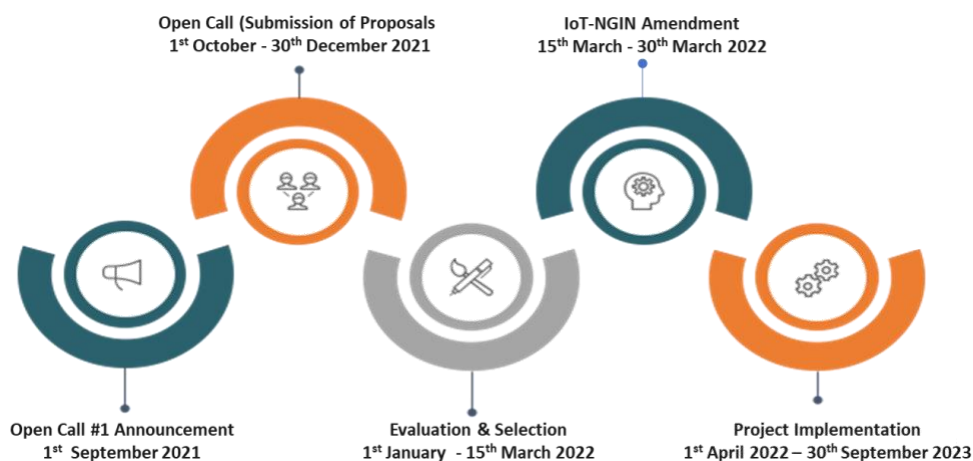 Open Call (Submission of Proposals
1st October - 30th December 2021
IoT-NGIN Amendment
15th March - 30th March 2022
Open Call #1 Announcement
1st September 2021
Evaluation & Selection
1st January - 15th March 2022
Project Implementation
1st April 2022 – 30th September 2023